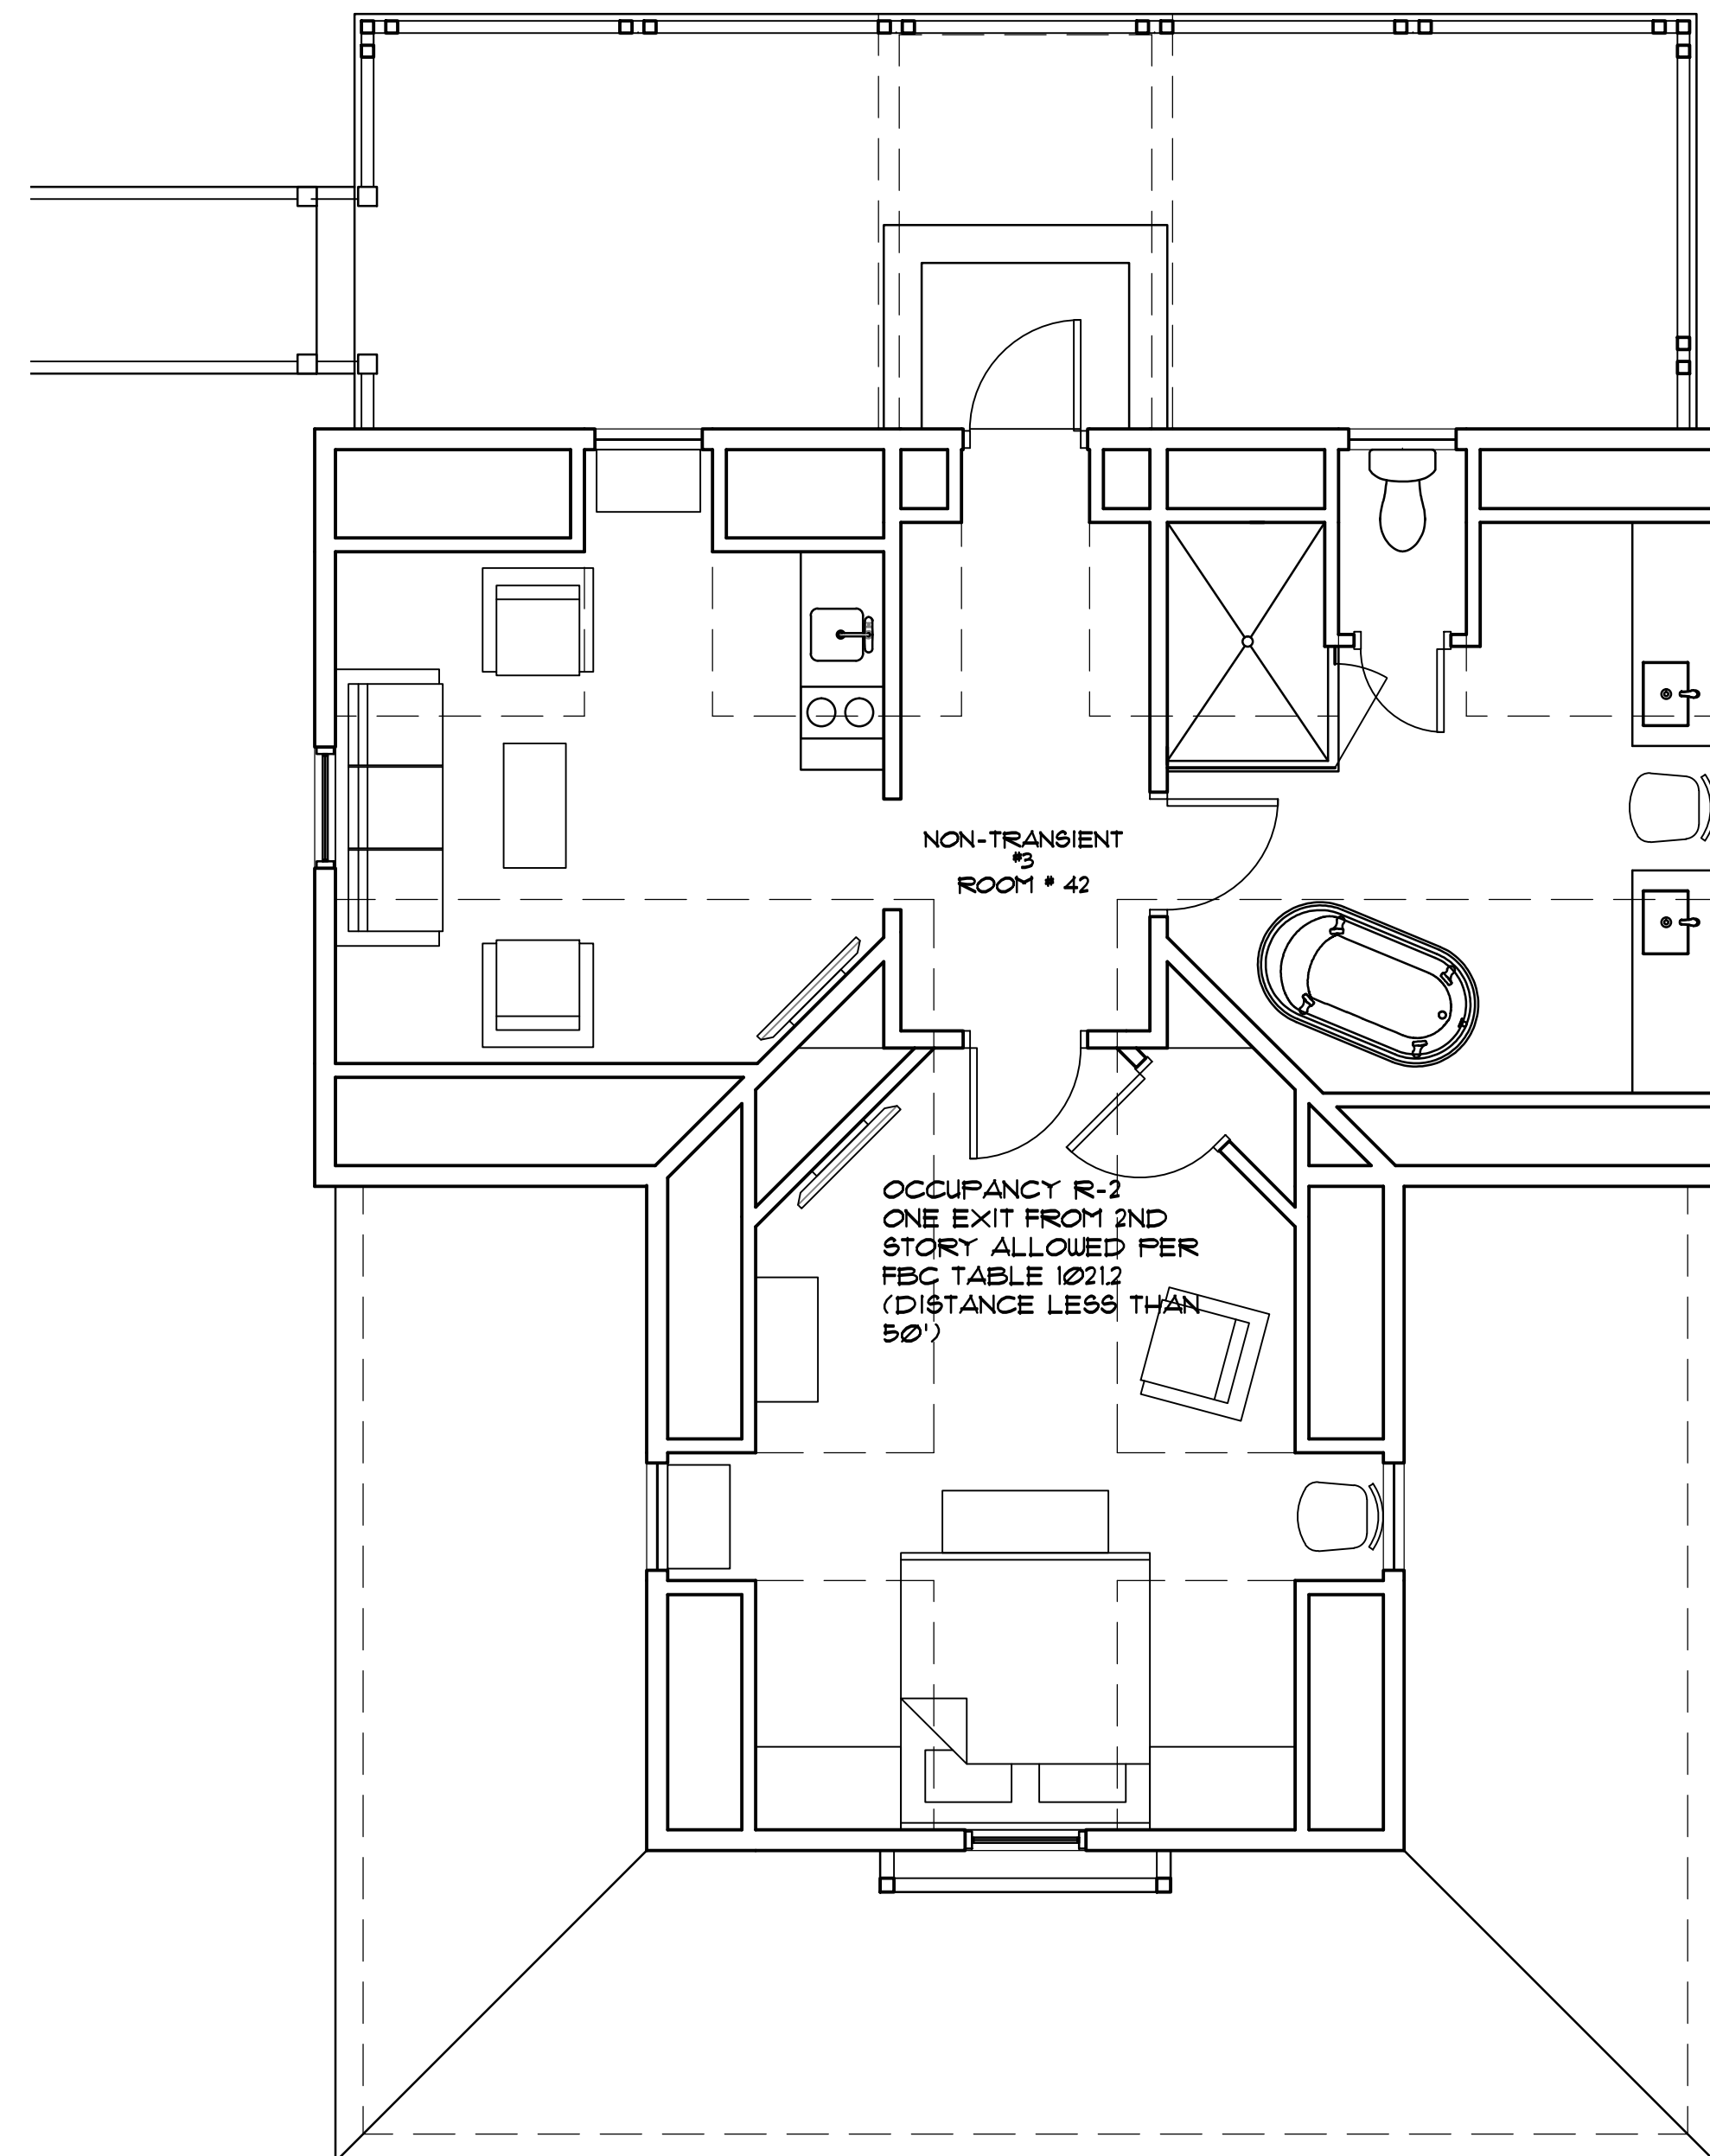 NON-TRANSIENT
#3
ROOM # 42
OCCUPANCY R-2
ONE EXIT FROM 2ND
STORY ALLOWED PER
FBC TABLE 1021.2
(DISTANCE LESS THAN
50')